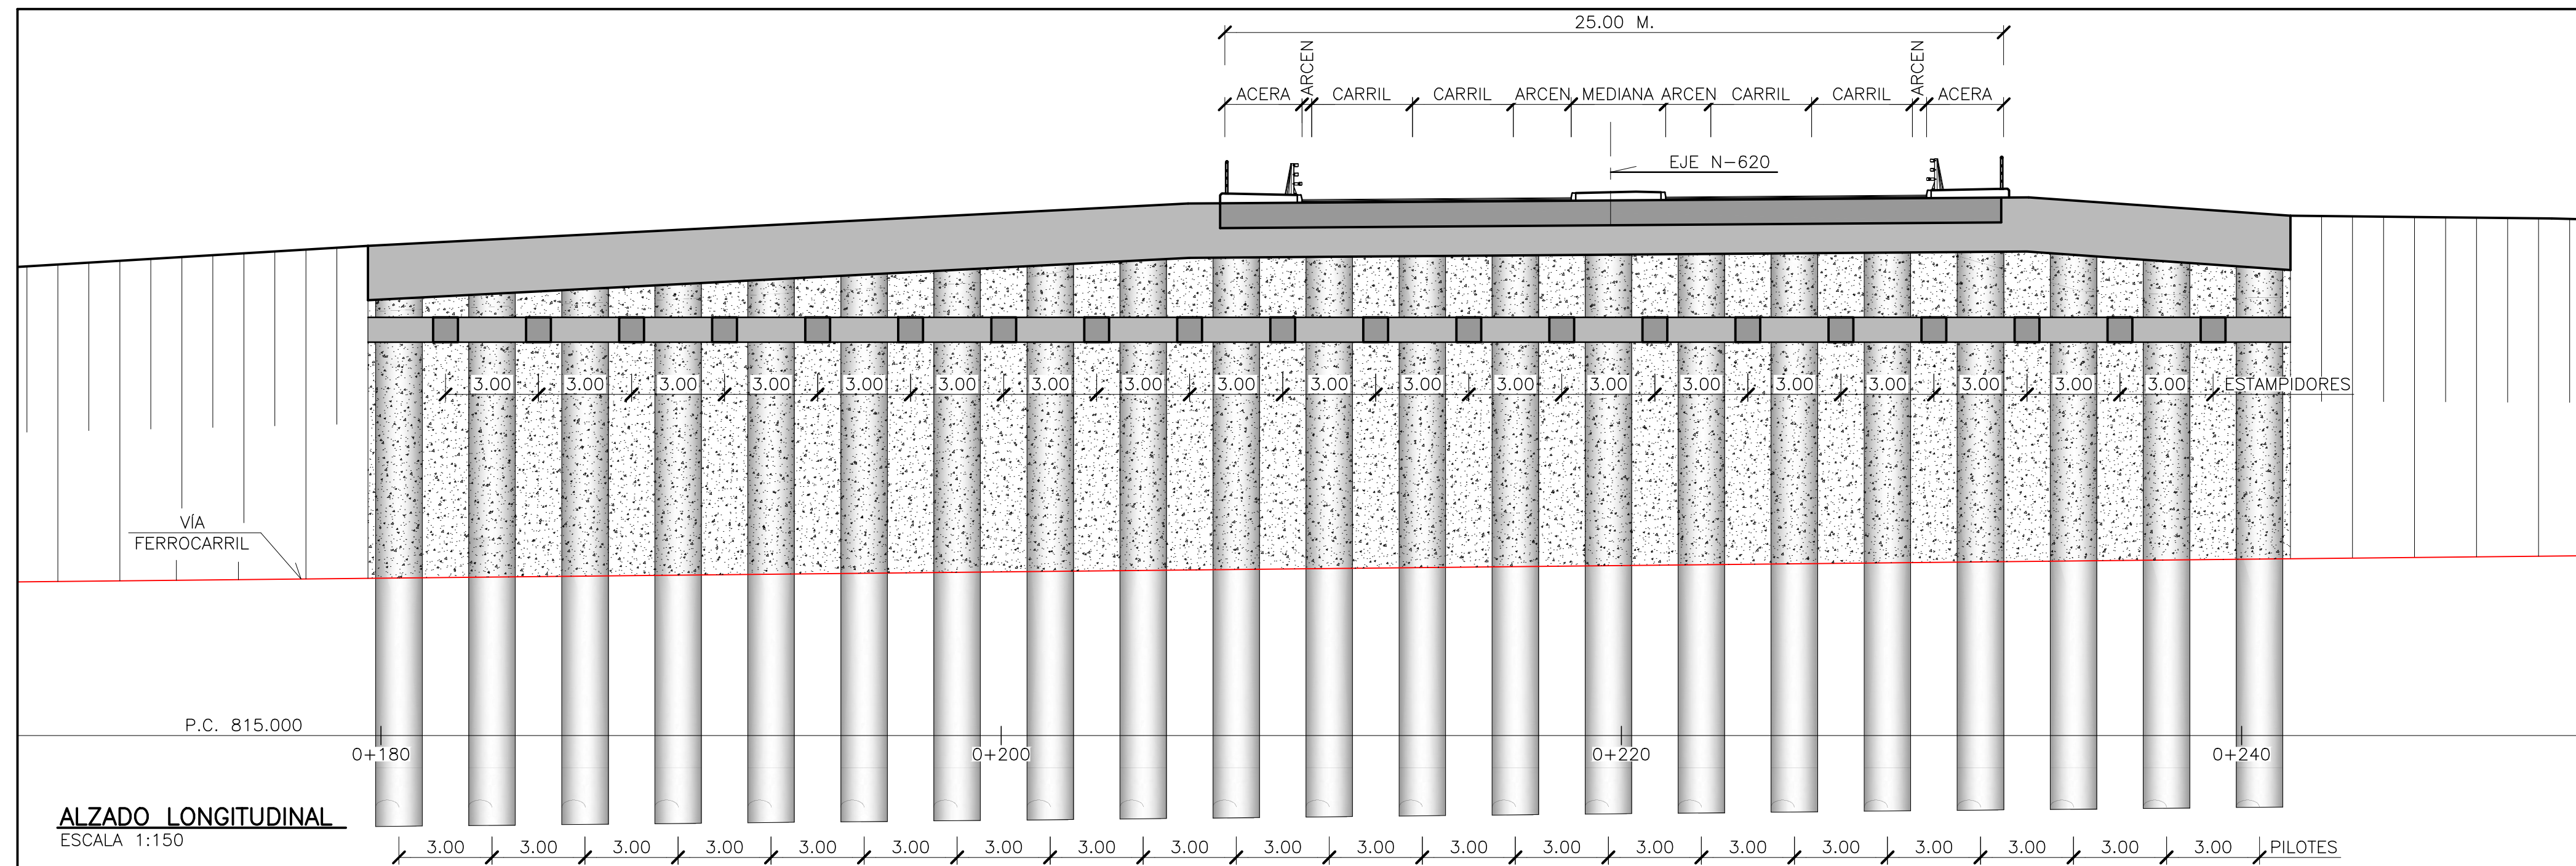 25.00 M.
ACERA ARCEN CARRIL CARRIL ARCEN MEDIANA ARCEN CARRIL CARRIL ARCEN ACERA
EJE N-620
3.00 3.00 3.00 3.00 3.00 3.00 3.00 3.00 3.00 3.00 3.00 3.00 3.00 3.00 3.00 3.00 3.00 3.00 3.00 ESTAMPIDORES
VÍA
FERROCARRIL
P.C. 815.000
0+180 0+200 0+220 0+240
ALZADO LONGITUDINAL
ESCALA 1:150
3.00 3.00 3.00 3.00 3.00 3.00 3.00 3.00 3.00 3.00 3.00 3.00 3.00 3.00 3.00 3.00 3.00 3.00 3.00 3.00 PILOTES